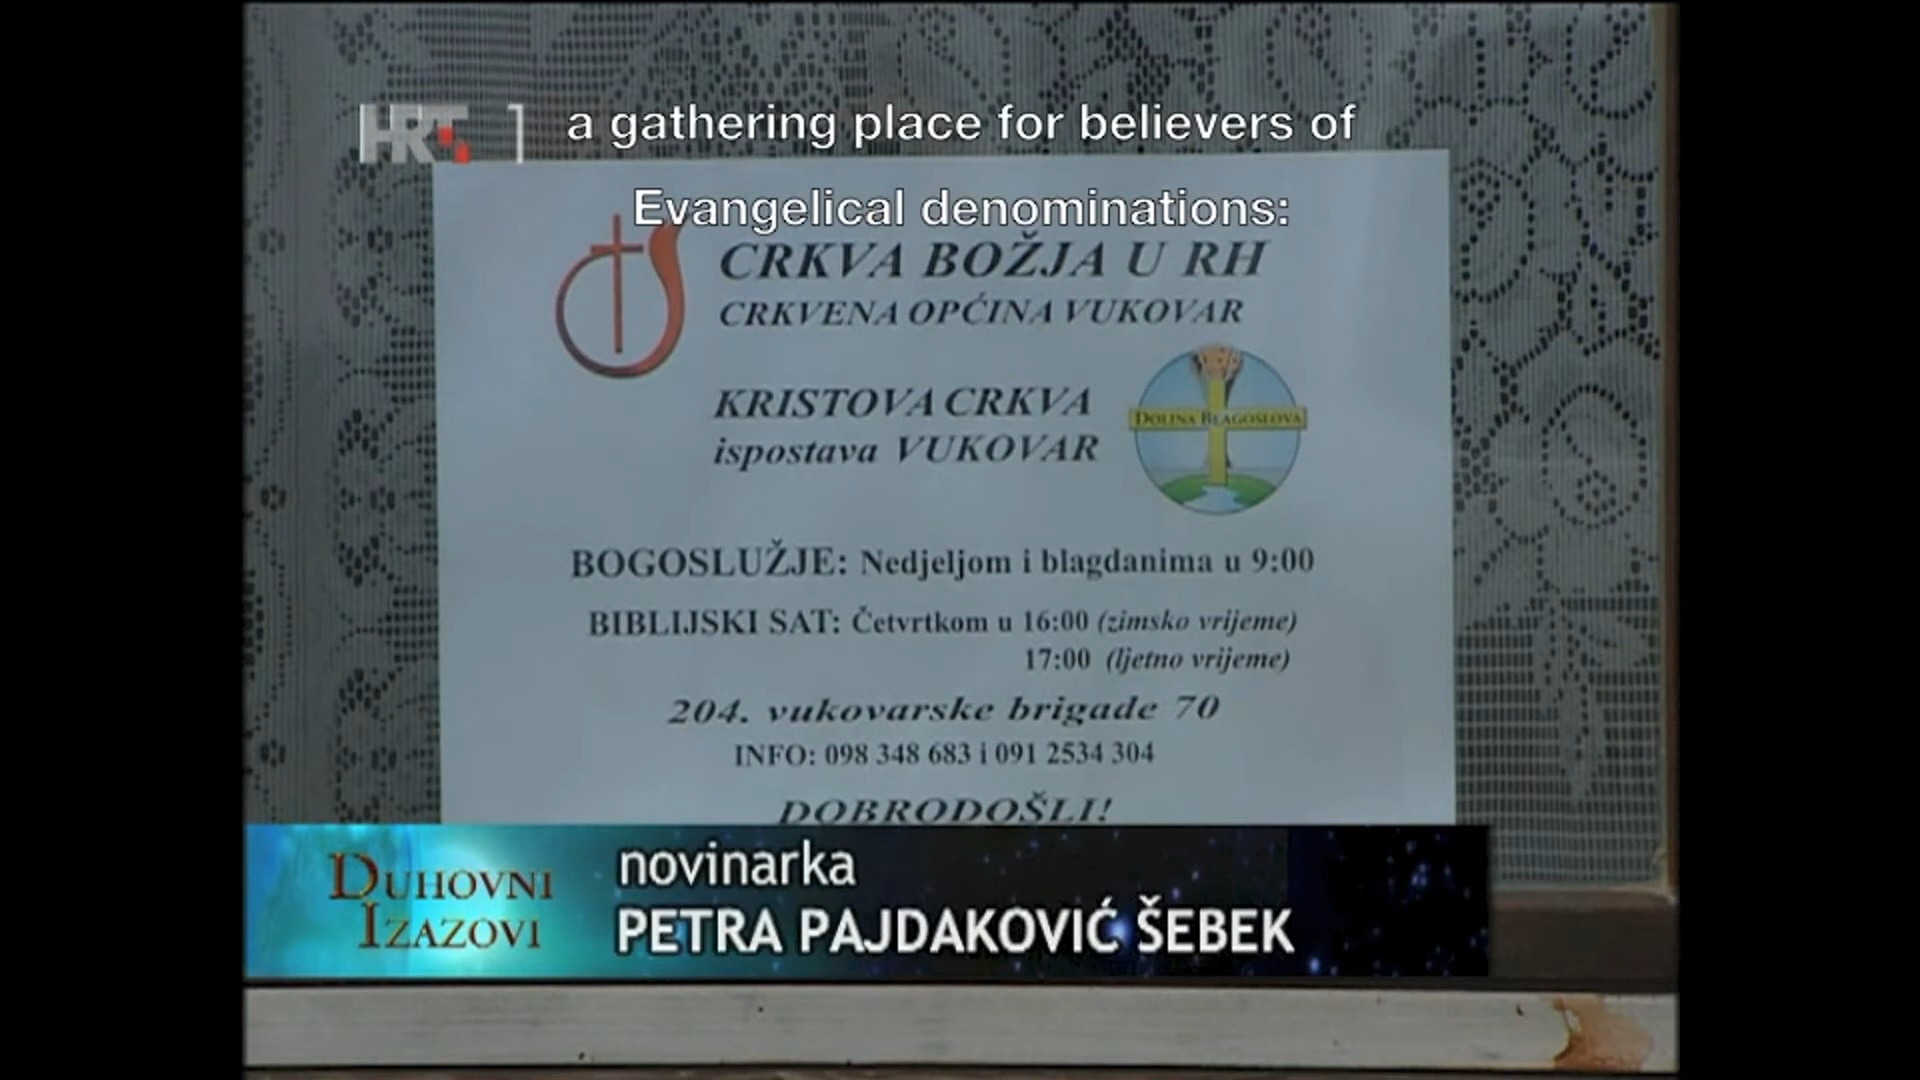 HRT 1
a gathering place for believers of
Evangelical denominations:
CRKVA BOŽJA U RH
CRKVENA OPĆINA VUKOVAR
KRISTOVA CRKVA
ispostava VUKOVAR
DOLINA BLAGOSLOVA
BOGOSLUŽJE: Nedjeljom i blagdanima u 9:00
BIBLIJSKI SAT: Četvrtkom u 16:00 (zimsko vrijeme)
17:00 (ljetno vrijeme)
204. vukovarske brigade 70
INFO: 098 348 683 i 091 2534 304
DOBRODOŠLI!
DUHOVNI
IZAZOVI
novinarka
PETRA PAJDAKOVIĆ ŠEBEK